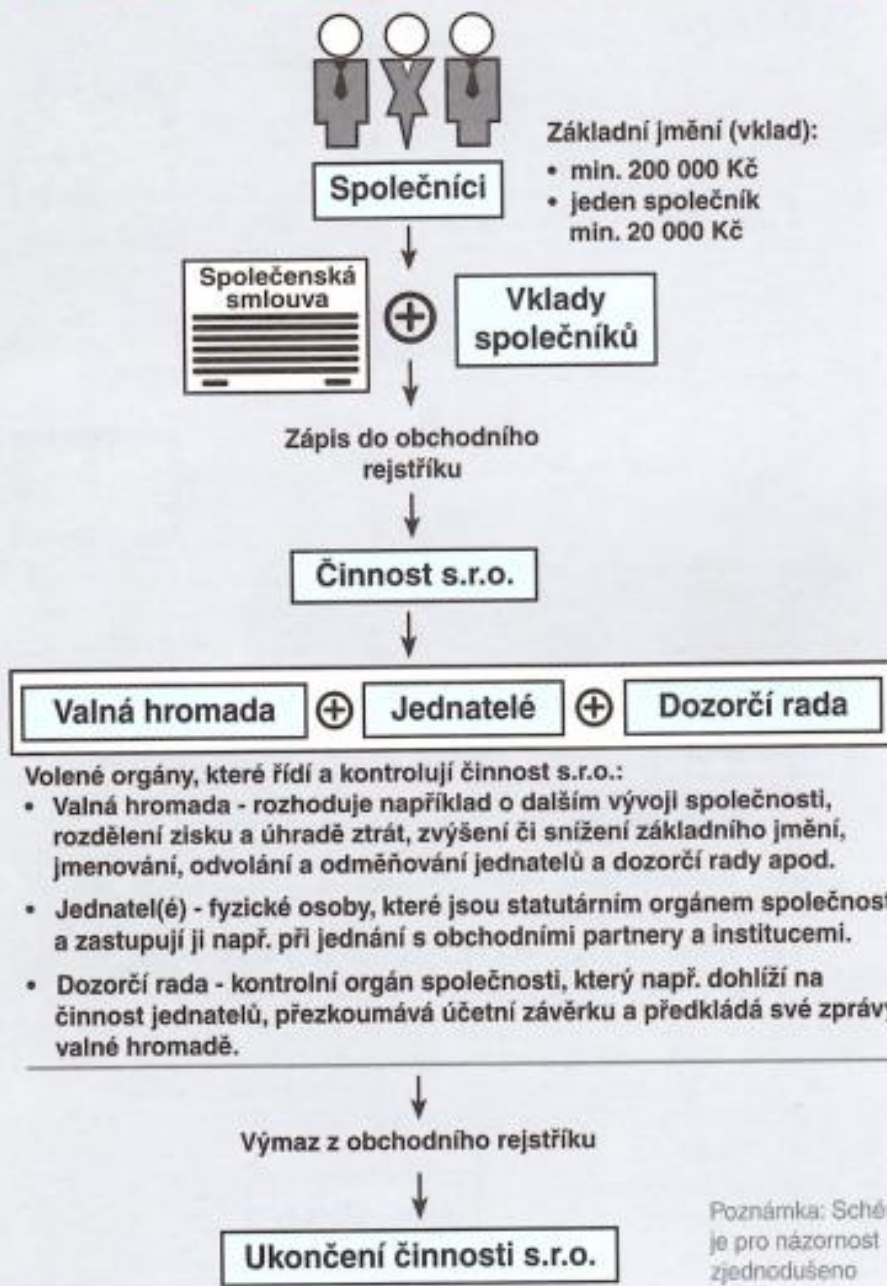 Společníci
Základní jmění (vklad):
• min. 200 000 Kč
• jeden společník
min. 20 000 Kč
Společenská
smlouva
Vklady
společníků
Zápis do obchodního
rejstříku
Činnost s.r.o.
Valná hromada
Jednatelé
Dozorčí rada
Volené orgány, které řídí a kontrolují činnost s.r.o.:
• Valná hromada - rozhoduje například o dalším vývoji společnosti,
rozdělení zisku a úhradě ztrát, zvýšení či snížení základního jmění,
jmenování, odvolání a odměňování jednatelů a dozorčí rady apod.
• Jednatel(é) - fyzické osoby, které jsou statutárním orgánem společnost
a zastupují ji např. při jednání s obchodními partnery a institucemi.
• Dozorčí rada - kontrolní orgán společnosti, který např. dohlíží na
činnost jednatelů, přezkoumává účetní závěrku a předkládá své zprávy
valné hromadě.
Výmaz z obchodního rejstříku
Ukončení činnosti s.r.o.
Poznámka: Sché
je pro názornost
zjednodušeno